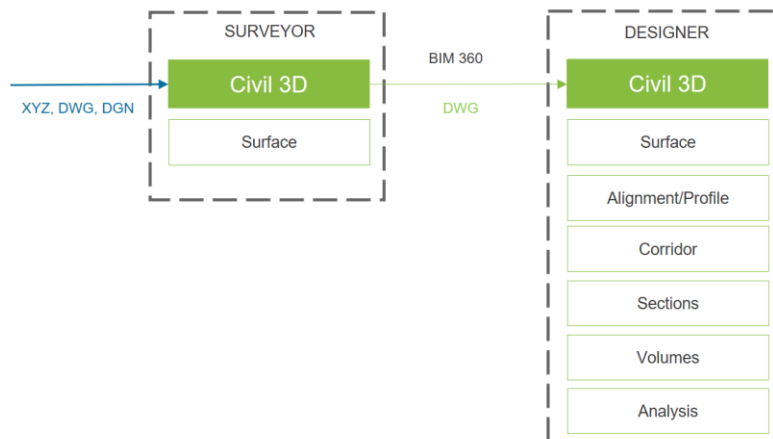 SURVEYOR
Civil 3D
XYZ, DWG, DGN
Surface
BIM 360
DWG
DESIGNER
Civil 3D
Surface
Alignment/Profile
Corridor
Sections
Volumes
Analysis